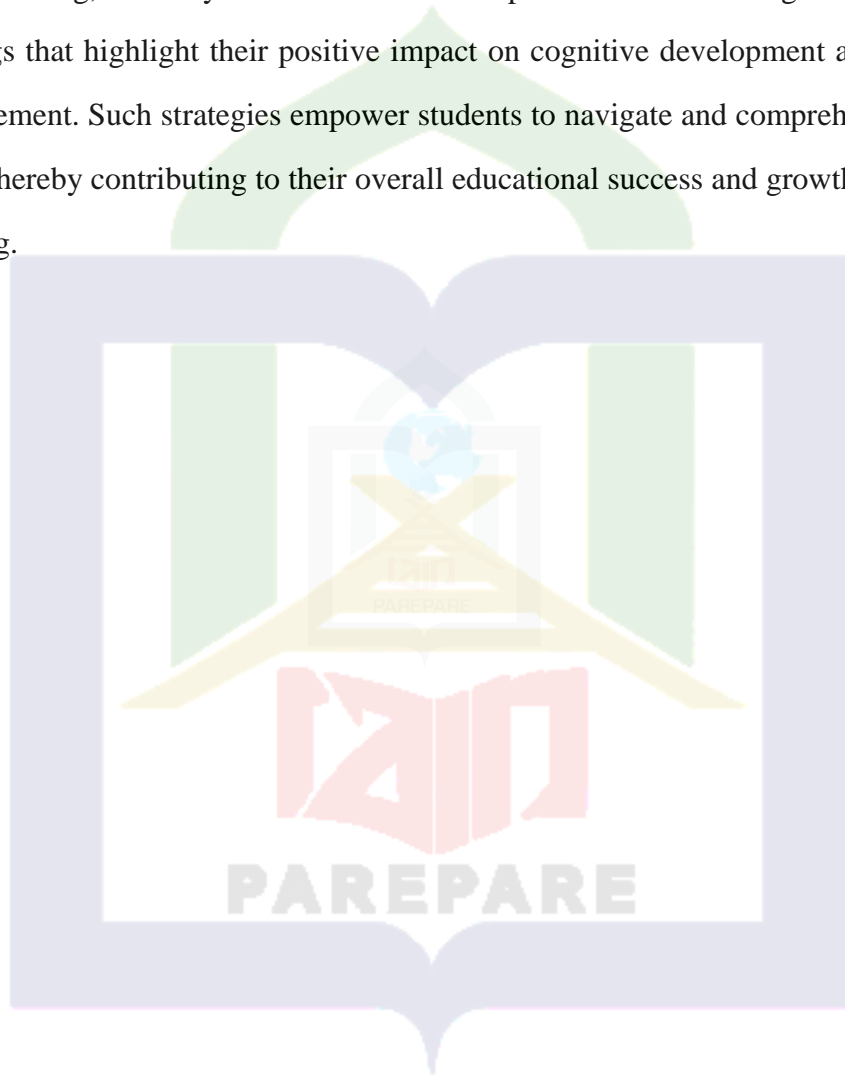 gs that highlight their positive impact on cognitive development a
ement. Such strategies empower students to navigate and compreh
hereby contributing to their overall educational success and growth
g.
PAREPARE
PAREPARE